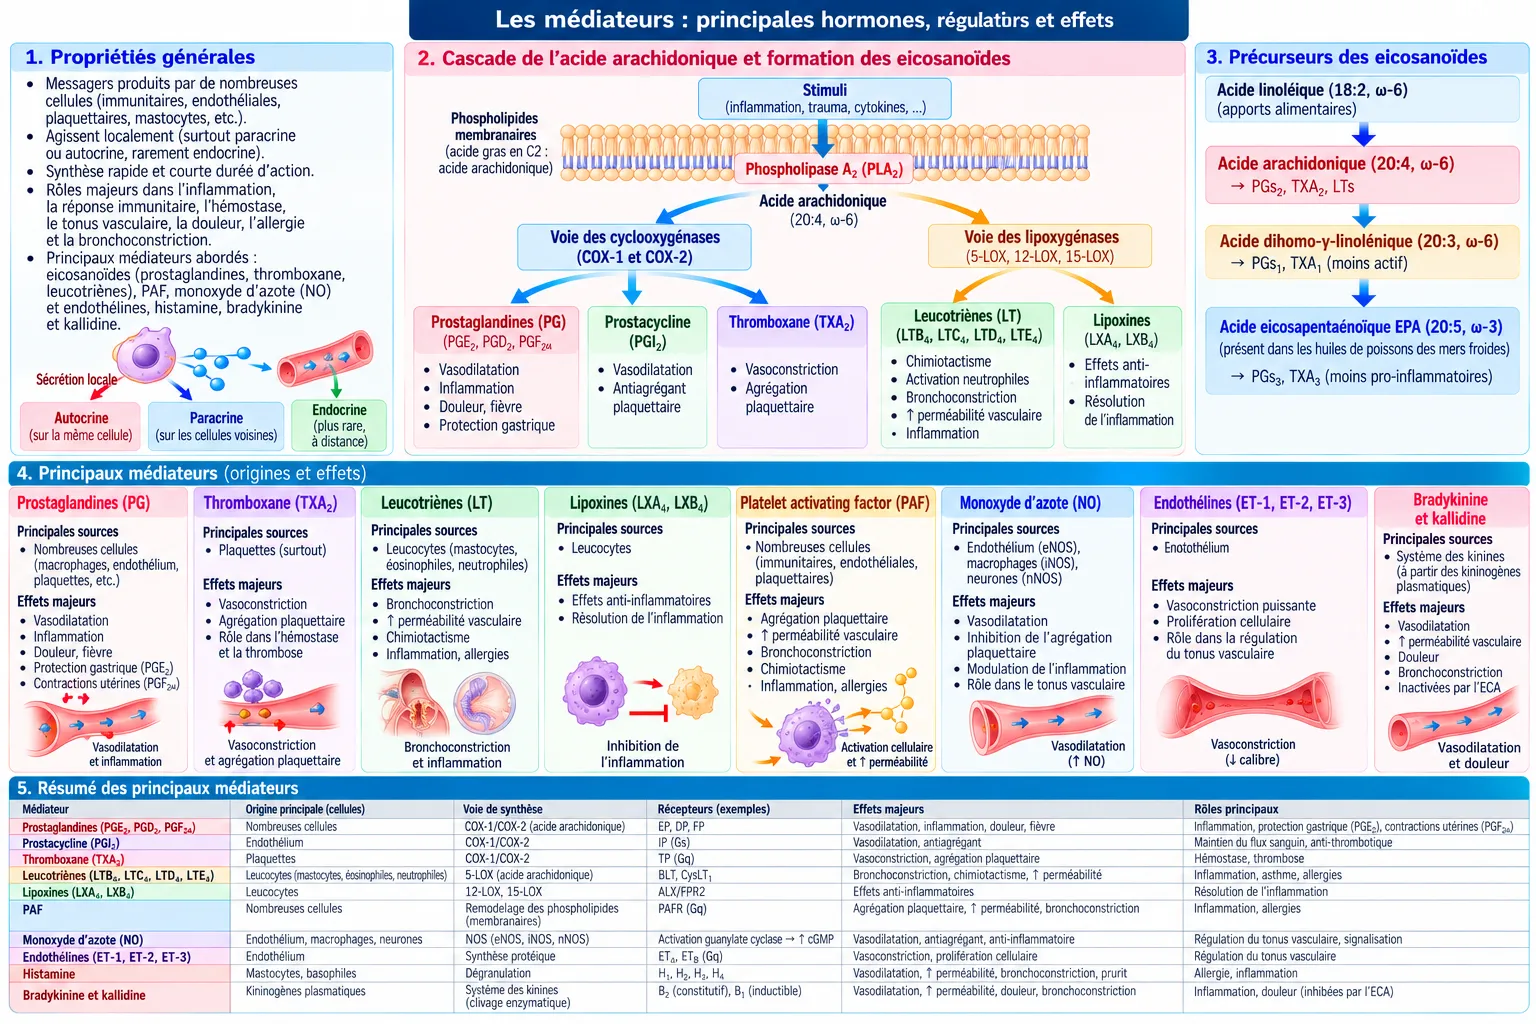 Les médiateurs : principales hormones, régulatıɜrs et effets
1. Propriétés générales
• Messagers produits par de nombreuses
cellules (immunitaires, endothéliales,
plaquettaires, mastocytes, etc.).
• Agissent localement (surtout paracrine
ou autocrine, rarement endocrine).
• Synthèse rapide et courte duréé d'action.
• Rôles majeurs dans l'inflammation,
la réponse immunitaire, l'hémostase,
le tonus vasculaire, la douleur, l'allergie
et la bronchoconstriction.
• Principaux médiateurs abordés :
eicosanoïdes (prostaglandines, thromboxane,
leucotriènes), PAF, monoxyde d'azote (NO)
et endothélines, histamine, bradykinine
et kallidine.
Sécrétion locale
Autocrine
(sur la même cellule)
Paracrine
(sur les cellules voisines)
Endocrine
(plus rare,
à distance)
2. Cascade de l'acide arachidonique et formation des eicosanoïdes
Stimuli
(inflammation, trauma, cytokines, ...)
Phospholipides
membranaires
(acide gras en C2 :
acide arachidonique)
Phospholipase A₂ (PLA₂)
Acide arachidonique
(20:4, ω-6)
Voie des cyclooxygénases
(COX-1 et COX-2)
Voie des lipoxygénases
(5-LOX, 12-LOX, 15-LOX)
Prostaglandines (PG)
(PGE₂, PGD₂, PGF₂α)
• Vasodilatation
• Inflammation
• Douleur, fièvre
• Protection gastrique
Prostacycline
(PGI₂)
• Vasodilatation
• Antiagrégant
plaquettaire
Thromboxane (TXA₂)
• Vasoconstriction
• Agrégation
plaquettaire
Leucotriènes (LT)
(LTB₄, LTC₄, LTD₄, LTE₄)
• Chimiotactisme
• Activation neutrophiles
• Bronchoconstriction
• ↑ perméabilité vasculaire
· Inflammation
Lipoxines
(LXA₄, LXB₄)
• Effets anti-
inflammatoires
• Résolution
de l'inflammation
3. Précurseurs des eicosanoïdes
Acide linoléique (18:2, ω-6)
(apports alimentaires)
Acide arachidonique (20:4, ω-6)
→ PGs₂, TXA₂, LTs
Acide dihomo-γ-linolénique (20:3, ω-6)
→ PGs₁, TXA₁ (moins actif)
Acide eicosapentaénoïque EPA (20:5, ω-3)
(présent dans les huiles de poissons des mers froides)
→ PGs₃, TXA₃ (moins pro-inflammatoires)
4. Principaux médiateurs (origines et effets)
Prostaglandines (PG)
Principales sources
• Nombreuses cellules
(macrophages, endothélium,
plaquettes, etc.)
Effets majeurs
• Vasodilatation
• Inflammation
• Douleur, fièvre
• Protection gastrique (PGE₂)
• Contractions utérines (PGF₂α)
Vasodilatation
et inflammation
Thromboxane (TXA₂)
Principales sources
• Plaquettes (surtout)
Effets majeurs
• Vasoconstriction
• Agrégation plaquettaire
• Rôle dans l'hémostase
et la thrombose
Vasoconstriction
et agrégation plaquettaire
Leucotriènes (LT)
Principales sources
• Leucocytes (mastocytes,
éosinophiles, neutrophiles)
Effets majeurs
• Bronchoconstriction
• ↑ perméabilité vasculaire
• Chimiotactisme
• Inflammation, allergies
Bronchoconstriction
et inflammation
Lipoxines (LXA₄, LXB₄)
Principales sources
• Leucocytes
Effets majeurs
• Effets anti-inflammatoires
• Rèsolution de l'inflammation
Inhibition de
l'inflammation
Platelet activating factor (PAF)
Principales sources
• Nombreuses cellules
(immunitaires, endothéliales,
plaquettaires)
Effets majeurs
• Agrégation plaquettaire
• ↑ perméabilité vasculaire
• Bronchoconstriction
• Chimiotactisme
· Inflammation, allergies
Activation cellulaire
et ↑ perméabilité
Monoxyde d'azote (NO)
Principales sources
• Endothélium (eNOS),
macrophages (iNOS),
neurones (nNOS)
Effets majeurs
• Vasodilatation
• Inhibition de l'agrégation
plaquettaire
• Modulation de l'inflammation
• Rôle dans le tonus vasculaire
Vasodilatation
(↑ NO)
Endothélines (ET-1, ET-2, ET-3)
Principales sources
• Enotothélium
Effets majeurs
• Vasoconstriction puissante
• Prolifération cellulaire
• Rôle dans la régulation
du tonus vasculaire
Vasoconstriction
(↓ calibre)
Bradykinine
et kallidine
Principales sources
• Système des kinines
(à partir des kininogènes
plasmatiques)
Effets majeurs
• Vasodilatation
• ↑ perméabilité vasculaire
• Douleur
• Bronchoconstriction
• Inactivées par l'ECA
Vasodilatation
et douleur
5. Résumé des principaux médiateurs
Médiateur Origine principale (cellules) Voie de synthèse Récepteurs (exemples) Effets majeurs Rôles principaux
Prostaglandines (PGE₂, PGD₂, PGF₂α) Nombreuses cellules COX-1/COX-2 (acide arachidonique) EP, DP, FP Vasodilatation, inflammation, douleur, fièvre Inflammation, protection gastrique (PGE₂), contractions utérines (PGF₂α)
Prostacycline (PGI₂) Endothélium COX-1/COX-2 IP (Gs) Vasodilatation, antiagrégant Maintien du flux sanguin, anti-thrombotique
Thromboxane (TXA₂) Plaquettes COX-1/COX-2 TP (Gq) Vasoconstriction, agrégation plaquettaire Hémostase, thrombose
Leucotriènes (LTB₄, LTC₄, LTD₄, LTE₄) Leucocytes (mastocytes, éosinophiles, neutrophiles) 5-LOX (acide arachidonique) BLT, CysLT₁ Bronchoconstriction, chimiotactisme, ↑ perméabilité Inflammation, asthme, allergies
Lipoxines (LXA₄, LXB₄) Leucocytes 12-LOX, 15-LOX ALX/FPR2 Effets anti-inflammatoires Résolution de l'inflammation
PAF Nombreuses cellules Remodelage des phospholipides PAFR (Gq) Agrégation plaquettaire, ↑ perméabilité, bronchoconstriction Inflammation, allergies
(membranaires)
Monoxyde d'azote (NO) Endothélium, macrophages, neurones NOS (eNOS, iNOS, nNOS) Activation guanylate cyclase → ↑ cGMP Vasodilatation, antiagrégant, anti-inflammatoire Régulation du tonus vasculaire, signalisation
Endothélines (ET-1, ET-2, ET-3) Endothélium Synthèse protéique ET₄, ET_B (Gq) Vasoconstriction, prolifération cellulaire Régulation du tonus vasculaire
Histamine Mastocytes, basophiles Dégranulation H₁, H₂, H₃, H₄ Vasodilatation, ↑ perméabilité, bronchoconstriction, prurit Allergie, inflammation
Bradykinine et kallidine Kininogènes plasmatiques Système des kinines B₂ (constitutif), B₁ (inductible) Vasodilatation, ↑ perméabilité, douleur, bronchoconstriction Inflammation, douleur (inhibées par l'ECA)
(clivage enzymatique)